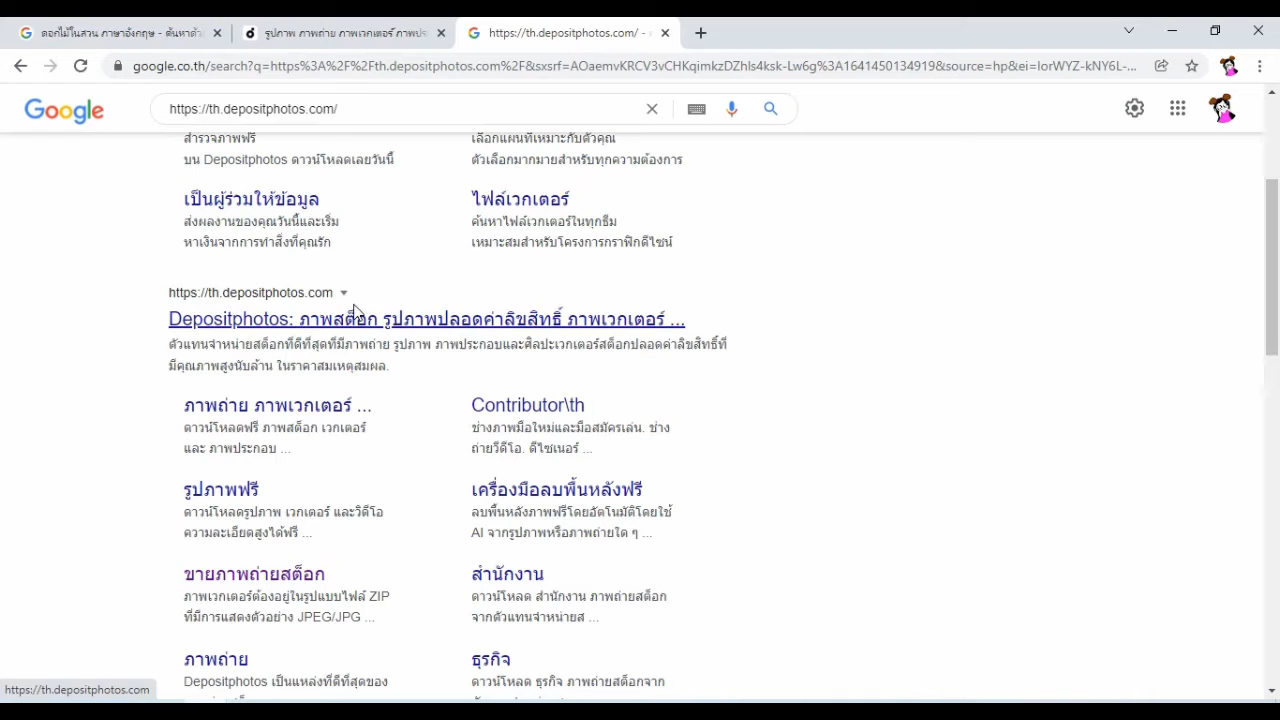 ดอกไม้ในสวน ภาษาอังกฤษ - ค้นหาด้ว
รูปภาพ ภาพถ่าย ภาพเวกเตอร์ ภาพประ
https://th.depositphotos.com/ -
google.co.th/search?q=https%3A%2F%2Fth.depositphotos.com%2F&sxsrf=AOaemvKRCV3vCHKqimkzDZhls4ksk-Lw6g%3A1641450134919&source=hp&ei=IorWYZ-kNY6L-...
Google
https://th.depositphotos.com/
สำรวจภาพฟรี
บน Depositphotos ดาวน์โหลดเลยวันนี้
เลือกแผนที่เหมาะกับตัวคุณ
ตัวเลือกมากมายสำหรับทุกความต้องการ
เป็นผู้ร่วมให้ข้อมูล
ส่งผลงานของคุณวันนี้และเริ่ม
หาเงินจากการทำสิ่งที่คุณรัก
ไฟล์เวกเตอร์
ค้นหาไฟล์เวกเตอร์ในทุกธีม
เหมาะสมสำหรับโครงการกราฟิกดีไซน์
https://th.depositphotos.com
Depositphotos: ภาพสต็อก รูปภาพปลอดค่าลิขสิทธิ์ ภาพเวกเตอร์ ...
ตัวแทนจำหน่ายสต็อกที่ดีที่สุดที่มีภาพถ่าย รูปภาพ ภาพประกอบและศิลปะเวกเตอร์สต็อกปลอดค่าลิขสิทธิ์ที่
มีคุณภาพสูงนับล้าน ในราคาสมเหตุสมผล.
ภาพถ่าย ภาพเวกเตอร์ ...
ดาวน์โหลดฟรี ภาพสต็อก เวกเตอร์
และ ภาพประกอบ ...
Contributor\th
ช่างภาพมือใหม่และมือสมัครเล่น. ช่าง
ถ่ายวีดีโอ. ดีไซเนอร์ ...
รูปภาพฟรี
ดาวน์โหลดรูปภาพ เวกเตอร์ และวิดีโอ
ความละเอียดสูงได้ฟรี ...
เครื่องมือลบพื้นหลังฟรี
ลบพื้นหลังภาพฟรีโดยอัตโนมัติโดยใช้
AI จากรูปภาพหรือภาพถ่ายใด ๆ ...
ขายภาพถ่ายสต็อก
ภาพเวกเตอร์ต้องอยู่ในรูปแบบไฟล์ ZIP
ที่มีการแสดงตัวอย่าง JPEG/JPG ...
สำนักงาน
ดาวน์โหลด สำนักงาน ภาพถ่ายสต็อก
จากตัวแทนจำหน่ายส ...
ภาพถ่าย
Depositphotos เป็นแหล่งที่ดีที่สุดของ
ธุรกิจ
ดาวน์โหลด ธุรกิจ ภาพถ่ายสต็อกจาก
https://th.depositphotos.com